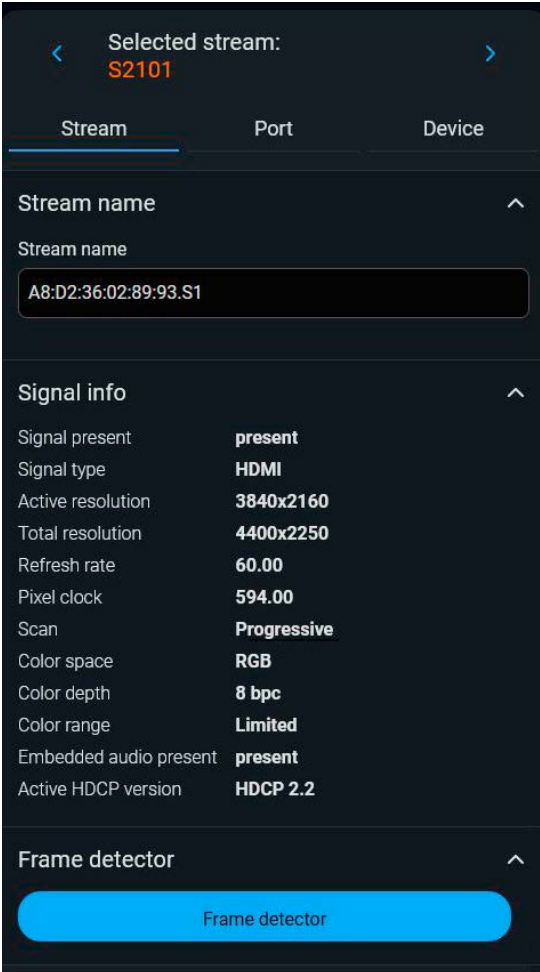 Selected stream:
S2101
Stream Port Device
Stream name
Stream name
A8:D2:36:02:89:93.S1
Signal info
Signal present present
Signal type HDMI
Active resolution 3840x2160
Total resolution 4400x2250
Refresh rate 60.00
Pixel clock 594.00
Scan Progressive
Color space RGB
Color depth 8 bpc
Color range Limited
Embedded audio present present
Active HDCP version HDCP 2.2
Frame detector
Frame detector